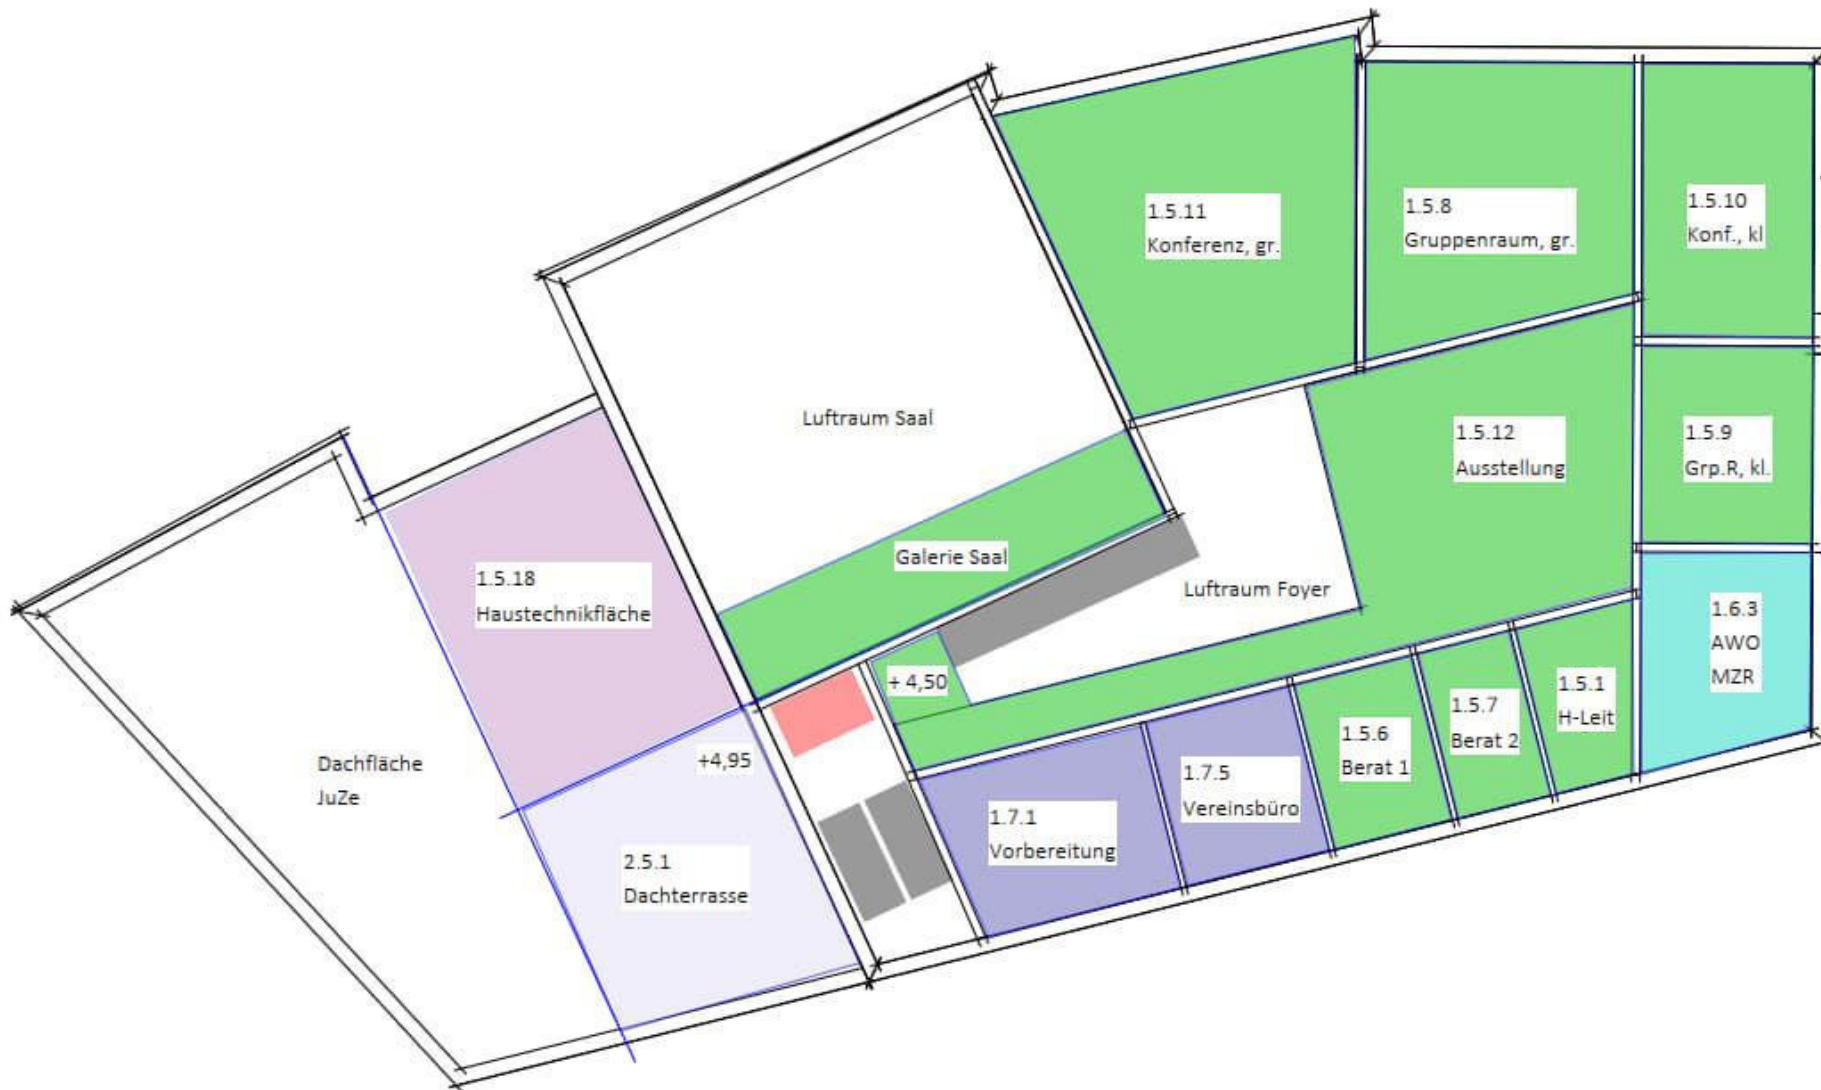 1.5.11
Konferenz, gr.
1.5.8
Gruppenraum, gr.
1.5.10
Konf., kl
Luftraum Saal
1.5.12
Ausstellung
1.5.9
Grp.R, kl.
Galerie Saal
1.5.18
Haustechnikfläche
Luftraum Foyer
1.6.3
AWO
MZR
+ 4,50
1.5.1
H-Leit
1.5.7
Berat 2
1.5.6
Berat 1
1.7.5
Vereinsbüro
1.7.1
Vorbereitung
+4,95
Dachfläche
JuZe
2.5.1
Dachterrasse